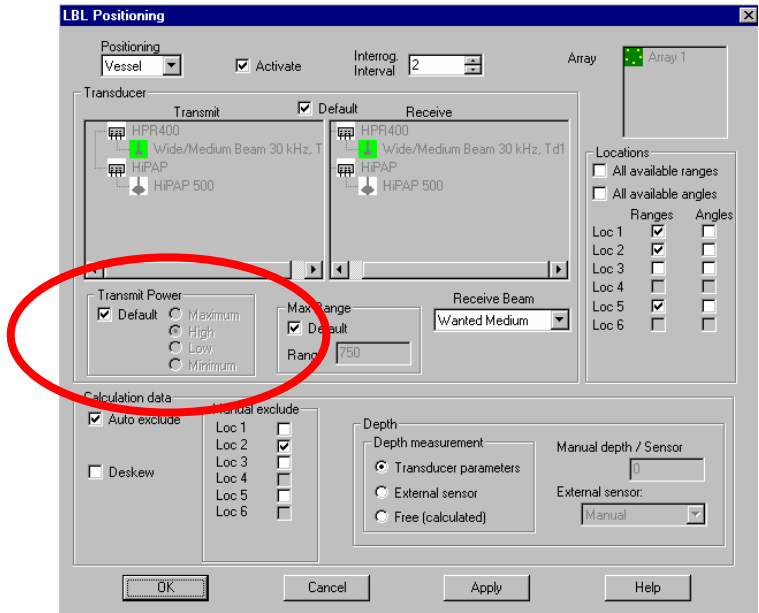 LBL Positioning
Positioning
Vessel
Activate
Interrog.
Interval
2
Array
Array 1
Transducer
Transmit
Default
Receive
HPR400
Wide/Medium Beam 30 kHz, T
HiPAP
HiPAP 500
HPR400
Wide/Medium Beam 30 kHz, Td1
HiPAP
HiPAP 500
Locations
All available ranges
All available angles
Ranges Angles
Loc 1
Loc 2
Loc 3
Loc 4
Loc 5
Loc 6
Transmit Power
Default
Maximum
High
Low
Minimum
Max Range
Default
Range
750
Receive Beam
Wanted Medium
Calculation data
Auto exclude
Deskew
Manual exclude
Loc 1
Loc 2
Loc 3
Loc 4
Loc 5
Loc 6
Depth
Depth measurement
Transducer parameters
External sensor
Free (calculated)
Manual depth / Sensor
0
External sensor:
Manual
OK Cancel Apply Help